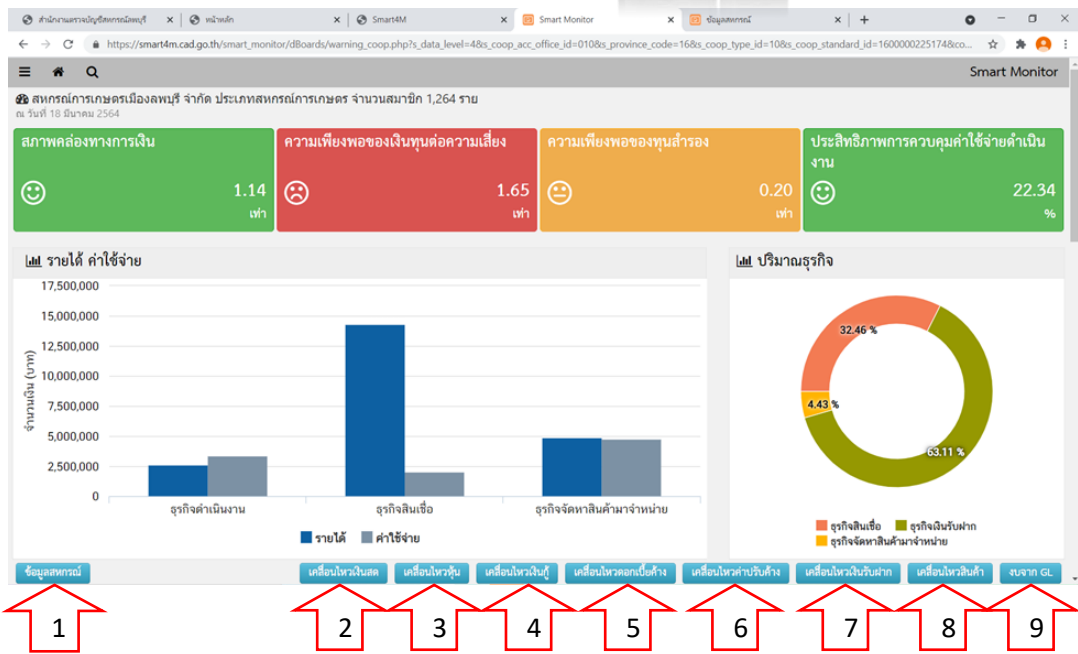 สำนักงานตรวจบัญชีสหกรณ์ลพบุรี
หน้าหลัก
Smart4M
Smart Monitor
ข้อมูลสหกรณ์
https://smart4m.cad.go.th/smart_monitor/dBoards/warning_coop.php?s_data_level=4&s_coop_acc_office_id=010&s_province_code=16&s_coop_type_id=10&s_coop_standard_id=1600000225174&co...
Smart Monitor
สหกรณ์การเกษตรเมืองลพบุรี จำกัด ประเภทสหกรณ์การเกษตร จำนวนสมาชิก 1,264 ราย
ณ วันที่ 18 มีนาคม 2564
สภาพคล่องทางการเงิน
1.14
เท่า
ความเพียงพอของเงินทุนต่อความเสี่ยง
1.65
เท่า
ความเพียงพอของทุนสำรอง
0.20
เท่า
ประสิทธิภาพการควบคุมค่าใช้จ่ายดำเนิน
งาน
22.34
%
รายได้ ค่าใช้จ่าย
17,500,000
15,000,000
12,500,000
10,000,000
7,500,000
5,000,000
2,500,000
0
จำนวนเงิน (บาท)
ธุรกิจดำเนินงาน
ธุรกิจสินเชื่อ
ธุรกิจจัดหาสินค้ามาจำหน่าย
รายได้
ค่าใช้จ่าย
ปริมาณธุรกิจ
32.46 %
4.43 %
63.11 %
ธุรกิจสินเชื่อ
ธุรกิจเงินรับฝาก
ธุรกิจจัดหาสินค้ามาจำหน่าย
ข้อมูลสหกรณ์
เคลื่อนไหวเงินสด
เคลื่อนไหวหุ้น
เคลื่อนไหวเงินกู้
เคลื่อนไหวดอกเบี้ยค้าง
เคลื่อนไหวค่าปรับค้าง
เคลื่อนไหวเงินรับฝาก
เคลื่อนไหวสินค้า
งบจาก GL
1
2
3
4
5
6
7
8
9